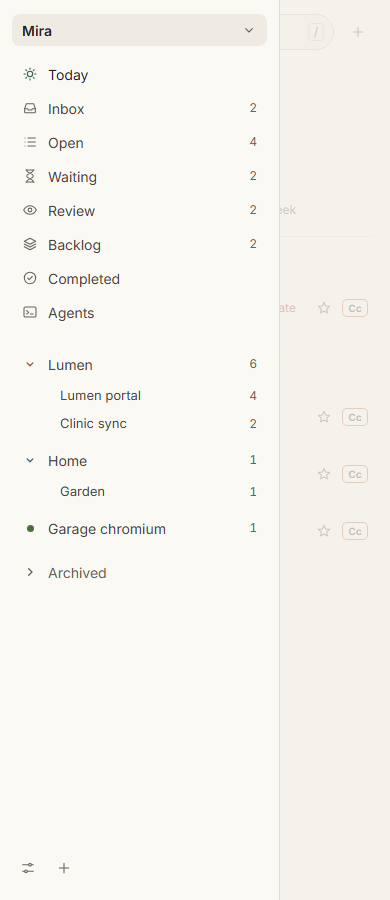 Mira
/
Today
Inbox 2
Open 4
Waiting 2
Review 2
eek
Backlog 2
Completed
Agents
ate Cc
Lumen 6
Lumen portal 4
Clinic sync 2
Cc
Home 1
Cc
Garden 1
Garage chromium 1
Cc
Archived